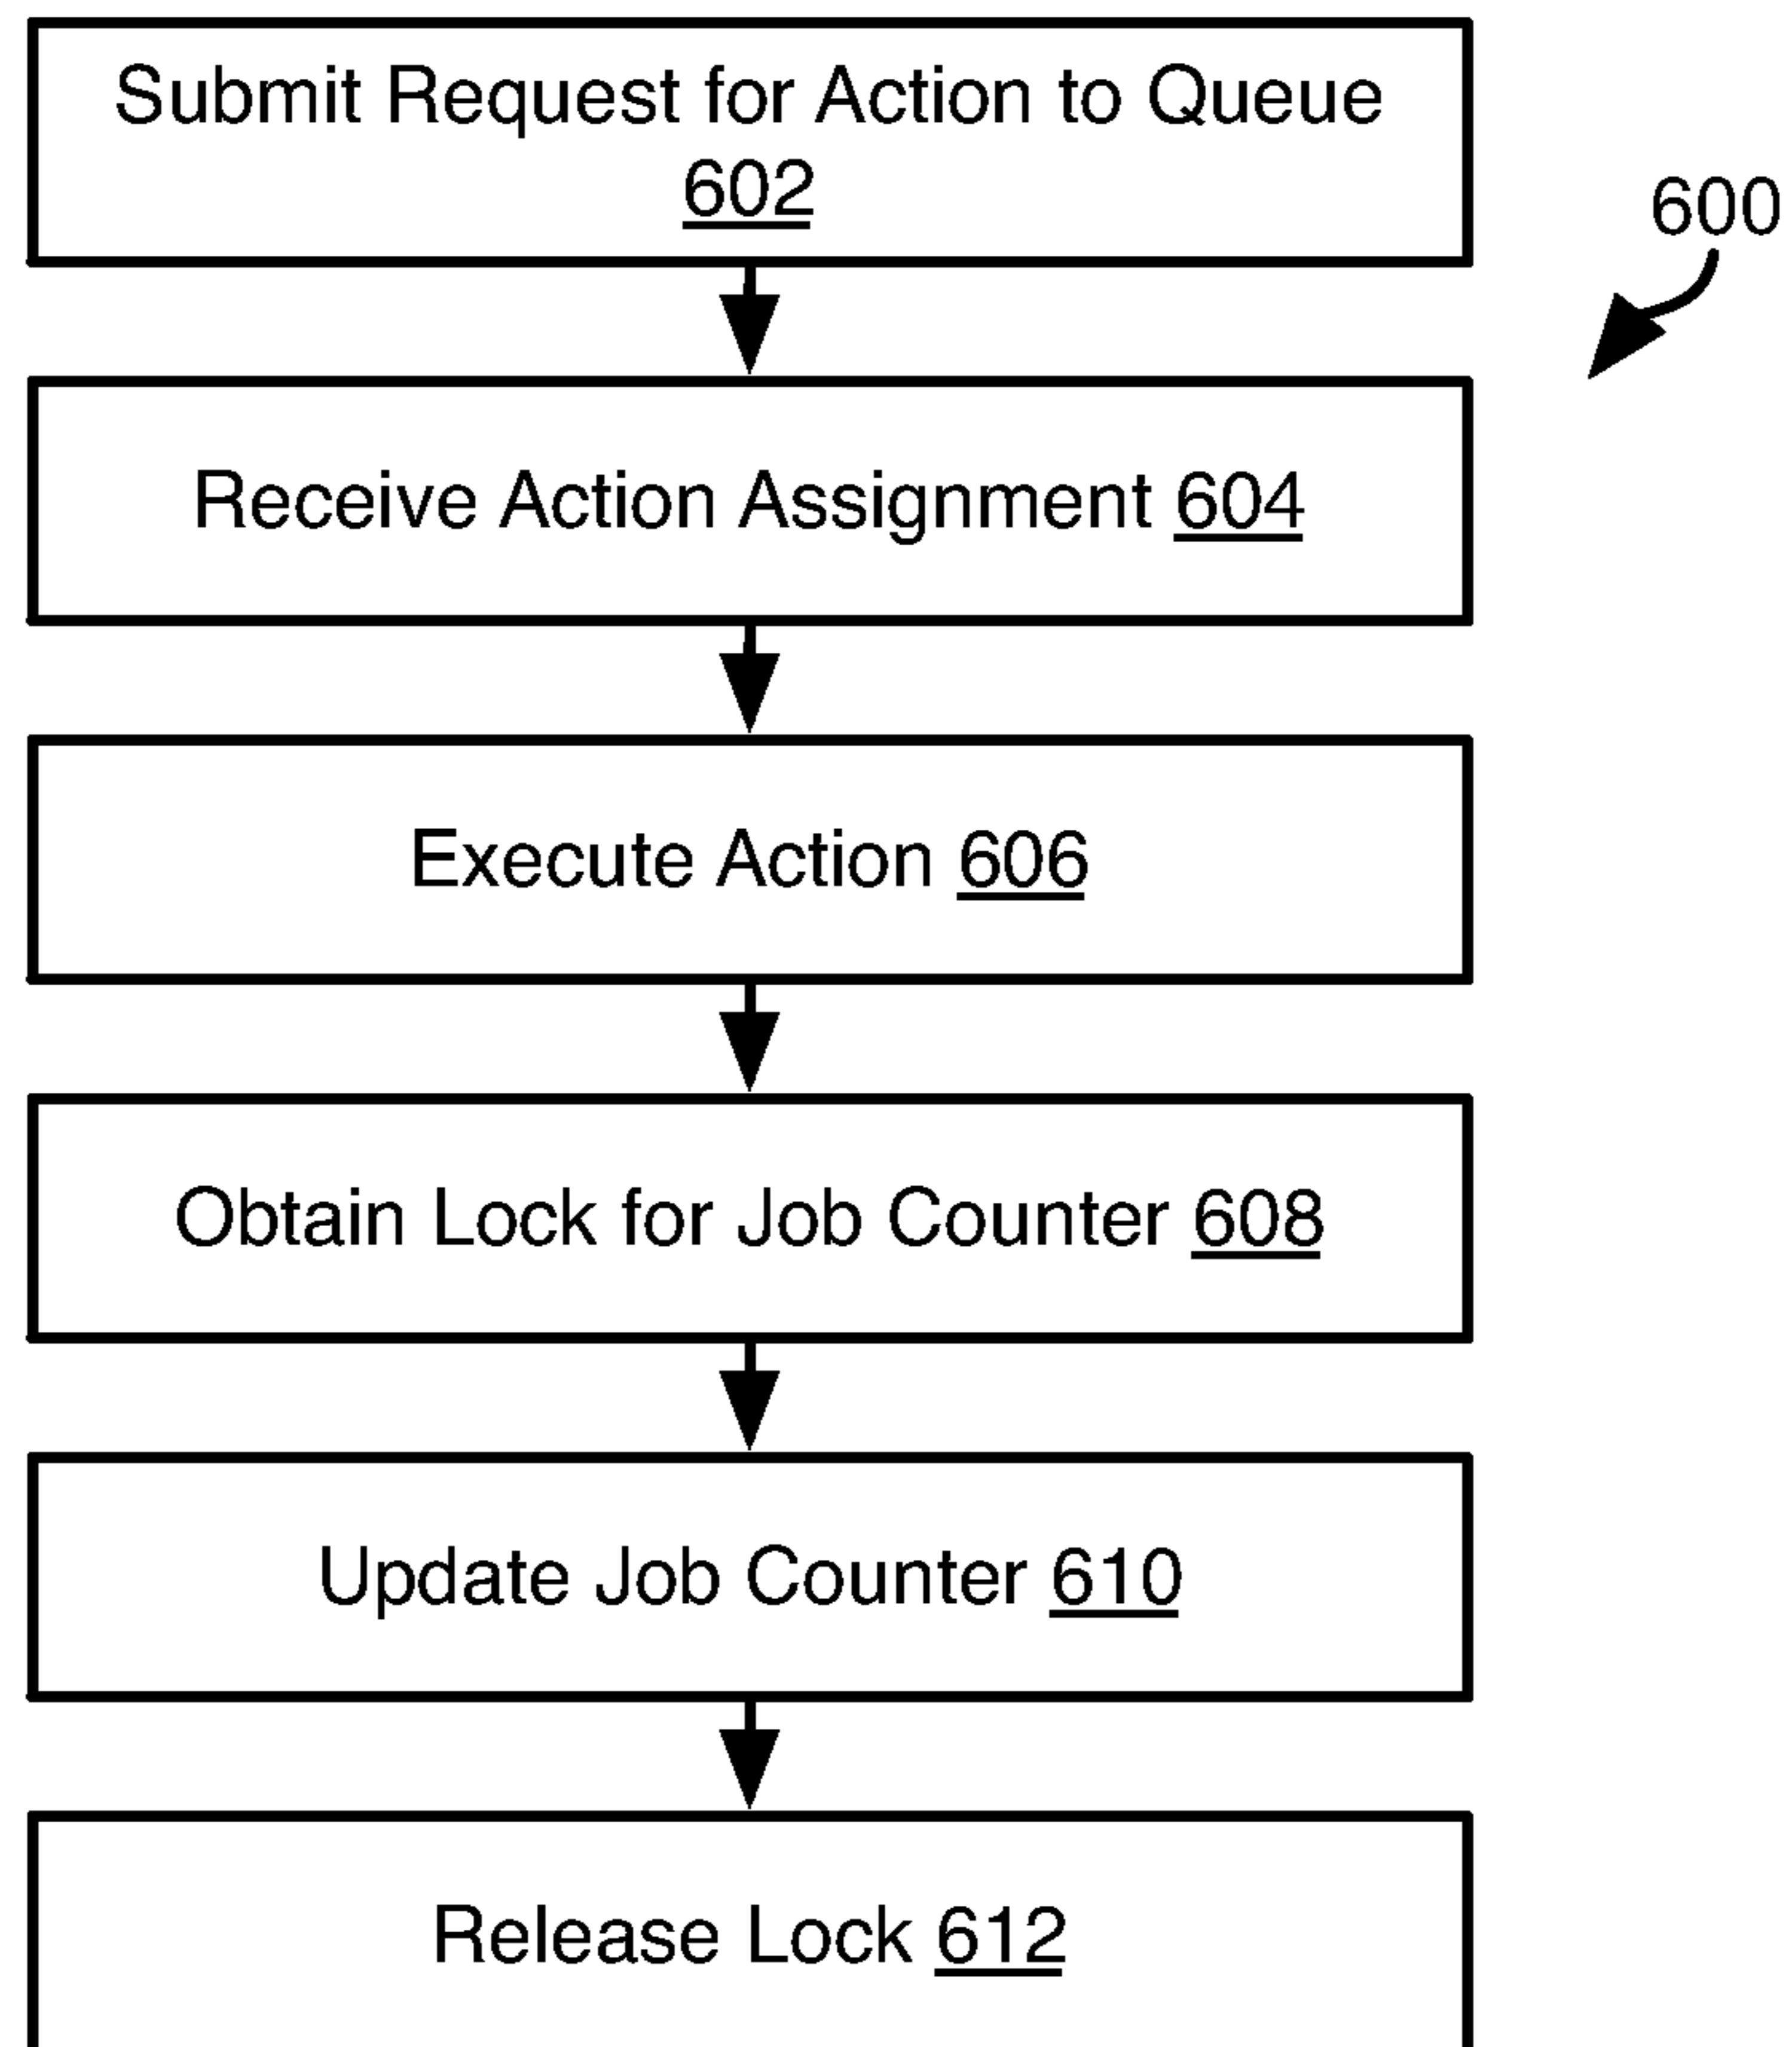 Submit Request for Action to Queue
602
600
Receive Action Assignment 604
Execute Action 606
Obtain Lock for Job Counter 608
Update Job Counter 610
Release Lock 612